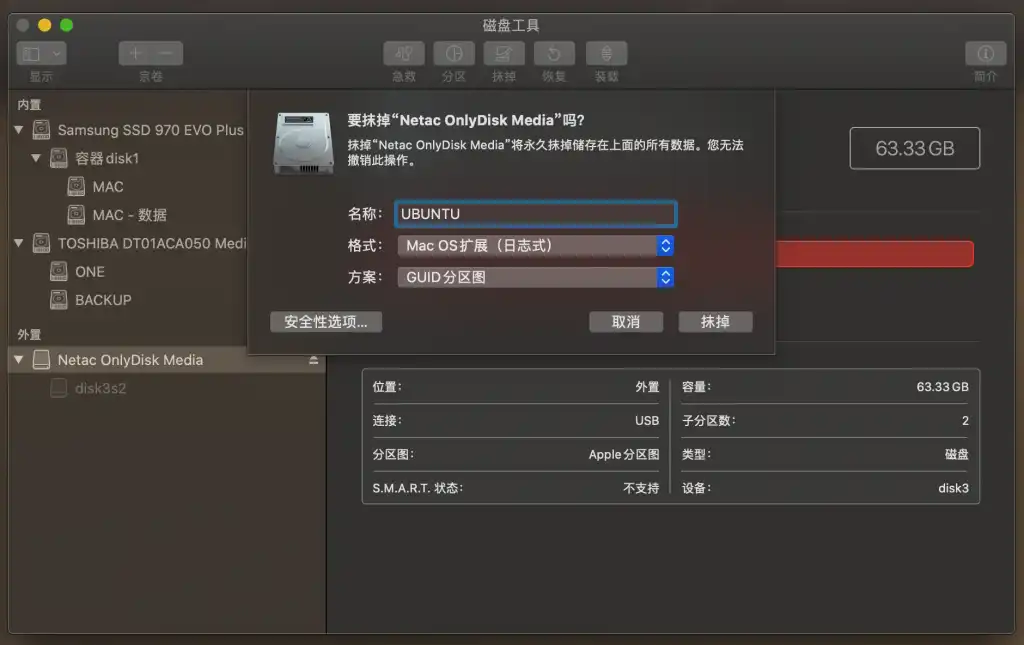 磁盘工具
显示
宗卷
急救
分区
抹掉
恢复
装载
简介
内置
Samsung SSD 970 EVO Plus
容器disk1
MAC
MAC - 数据
TOSHIBA DT01ACA050 Medi
ONE
BACKUP
外置
Netac OnlyDisk Media
disk3s2
要抹掉“Netac OnlyDisk Media”吗？
抹掉“Netac OnlyDisk Media”将永久抹掉储存在上面的所有数据。您无法
撤销此操作。
名称： UBUNTU
格式： Mac OS扩展（日志式）
方案： GUID分区图
安全性选项... 取消 抹掉
63.33 GB
位置： 外置 容量： 63.33 GB
连接： USB 子分区数： 2
分区图： Apple分区图 类型： 磁盘
S.M.A.R.T. 状态： 不支持 设备： disk3